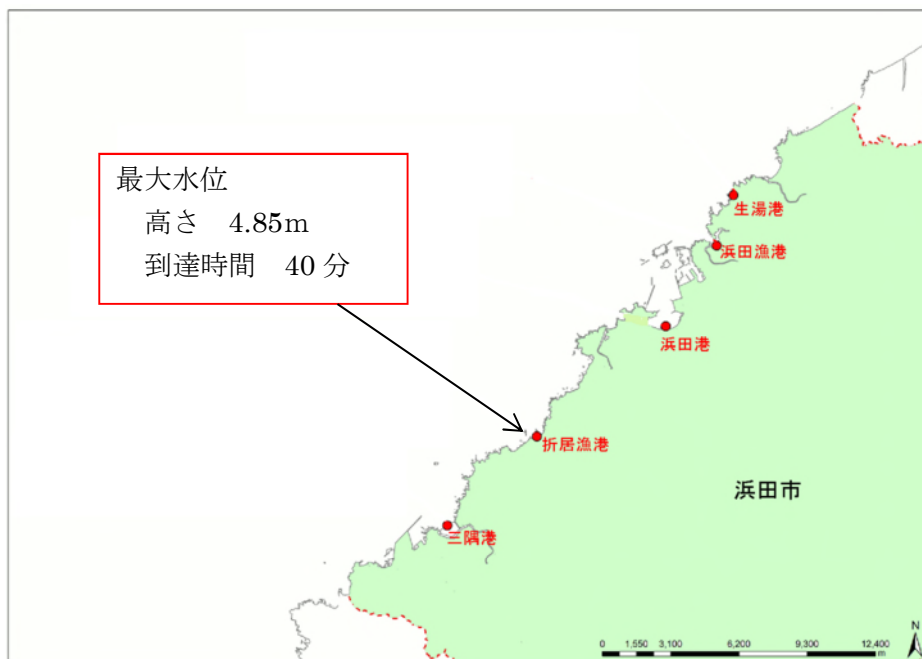 最大水位
高さ 4.85m
到達時間 40分
生湯港
浜田漁港
浜田港
折居漁港
浜田市
三隅港
N
0 1,550 3,100 6,200 9,300 12,400
m